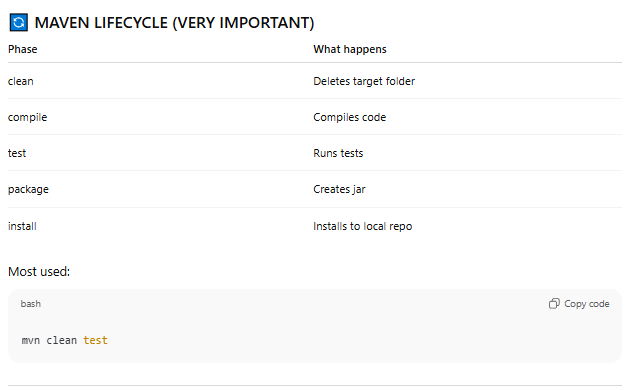 🔄 MAVEN LIFECYCLE (VERY IMPORTANT)
Phase What happens
clean Deletes target folder
compile Compiles code
test Runs tests
package Creates jar
install Installs to local repo
Most used:
bash Copy code
mvn clean test